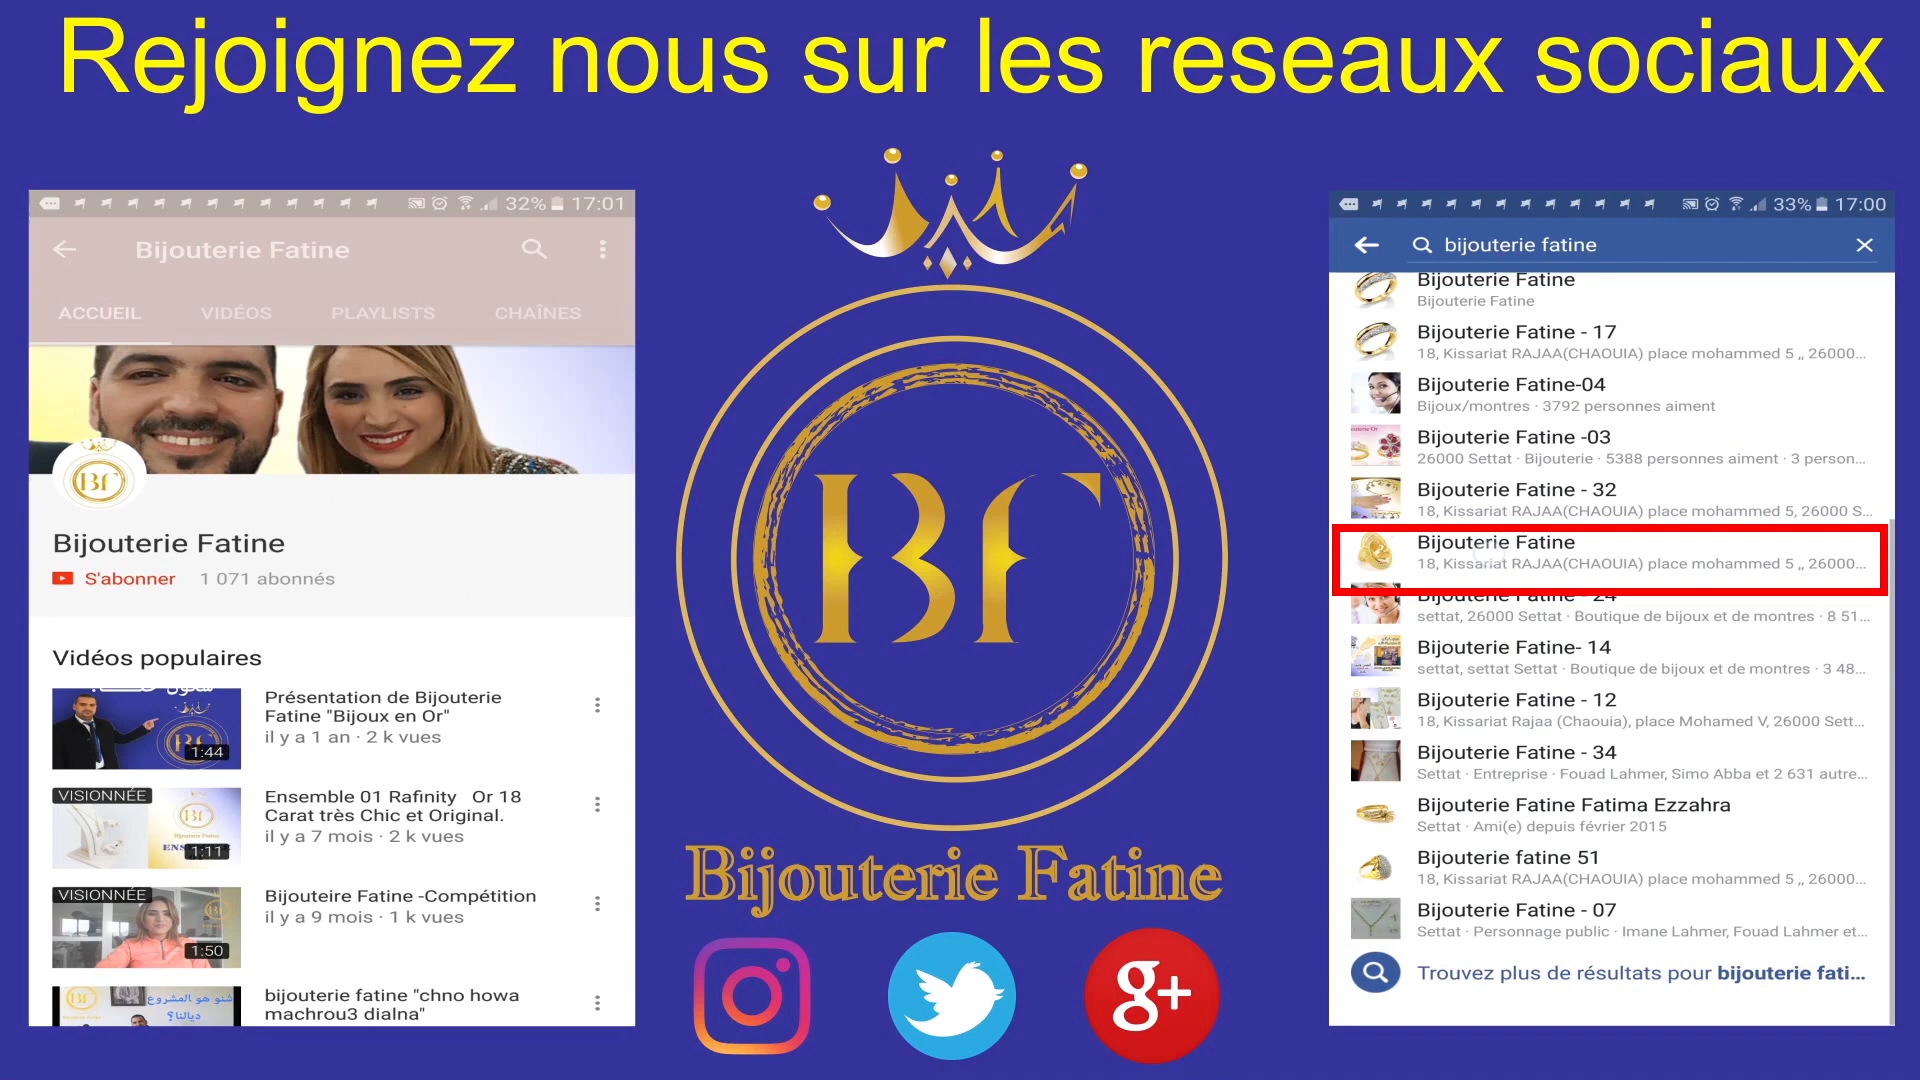 Rejoignez nous sur les reseaux sociaux
32% 17:01
Bijouterie Fatine
ACCUEIL VIDÉOS PLAYLISTS CHAÎNES
BF
Bijouterie Fatine
S'abonner 1 071 abonnés
Vidéos populaires
1:44
Présentation de Bijouterie
Fatine "Bijoux en Or"
il y a 1 an · 2 k vues
VISIONNÉE
1:11
Ensemble 01 Rafinity Or 18
Carat très Chic et Original.
il y a 7 mois · 2 k vues
VISIONNÉE
1:50
Bijouteire Fatine -Compétition
il y a 9 mois · 1 k vues
شنو هو المشروع
ديالنا؟
bijouterie fatine "chno howa
machrou3 dialna"
BF
Bijouterie Fatine
g+
33% 17:00
bijouterie fatine
Bijouterie Fatine
Bijouterie Fatine
Bijouterie Fatine - 17
18, Kissariat RAJAA(CHAOUIA) place mohammed 5 ,, 26000...
Bijouterie Fatine-04
Bijoux/montres · 3792 personnes aiment
Bijouterie Fatine -03
26000 Settat · Bijouterie · 5388 personnes aiment · 3 person...
Bijouterie Fatine - 32
18, Kissariat RAJAA(CHAOUIA) place mohammed 5, 26000 S...
Bijouterie Fatine
18, Kissariat RAJAA(CHAOUIA) place mohammed 5 ,, 26000...
Bijouterie Fatine - 24
settat, 26000 Settat · Boutique de bijoux et de montres · 8 51...
Bijouterie Fatine- 14
settat, settat Settat · Boutique de bijoux et de montres · 3 48...
Bijouterie Fatine - 12
18, Kissariat Rajaa (Chaouia), place Mohamed V, 26000 Sett...
Bijouterie Fatine - 34
Settat · Entreprise · Fouad Lahmer, Simo Abba et 2 631 autre...
Bijouterie Fatine Fatima Ezzahra
Settat · Ami(e) depuis février 2015
Bijouterie fatine 51
18, Kissariat RAJAA(CHAOUIA) place mohammed 5 ,, 26000...
Bijouterie Fatine - 07
Settat · Personnage public · Imane Lahmer, Fouad Lahmer et...
Trouvez plus de résultats pour bijouterie fati...